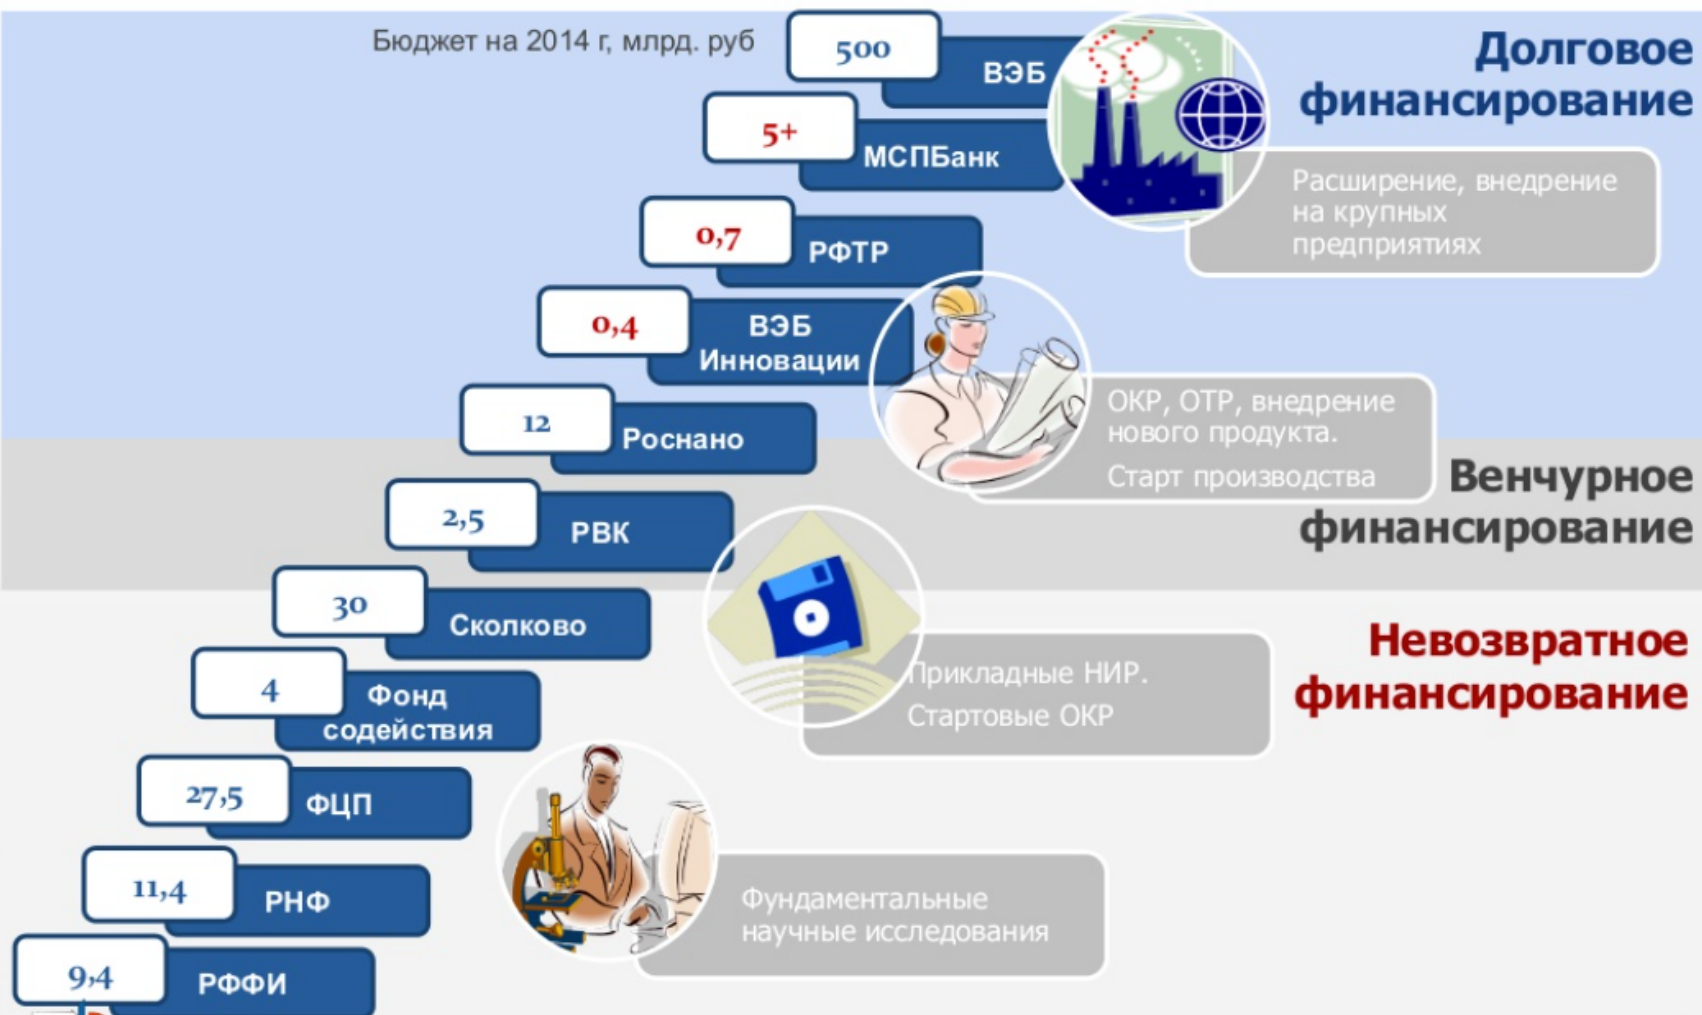 Бюджет на 2014 г, млрд. руб
500
ВЭБ
Долговое
финансирование
5+
МСПБанк
Расширение, внедрение
на крупных
предприятиях
0,7
РФТР
0,4
ВЭБ
Инновации
12
Роснано
ОКР, ОТР, внедрение
нового продукта.
Старт производства
Венчурное
финансирование
2,5
РВК
30
Сколково
Невозвратное
финансирование
4
Фонд
содействия
Прикладные НИР.
Стартовые ОКР
27,5
ФЦП
11,4
РНФ
Фундаментальные
научные исследования
9,4
РФФИ